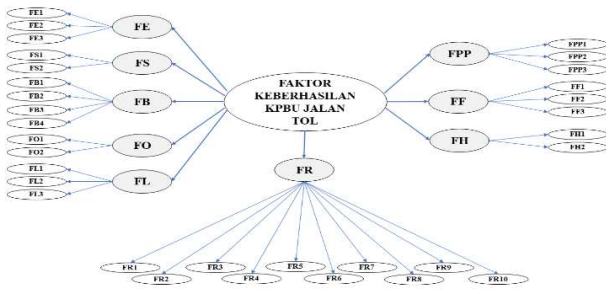 FE1
FE2
FE3
FE
FS1
FS2
FS
FB1
FB2
FB3
FB4
FB
FO1
FO2
FO
FL1
FL2
FL3
FL
FAKTOR
KEBERHASILAN
KPBU JALAN
TOL
FPP
FPP1
FPP2
FPP3
FF
FF1
FF2
FF3
FH
FH1
FH2
FR
FR1
FR2
FR3
FR4
FR5
FR6
FR7
FR8
FR9
FR10